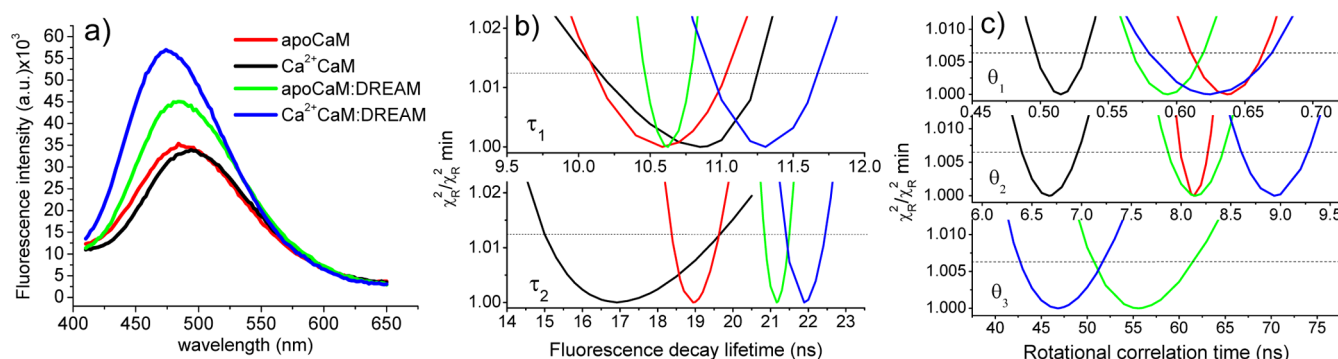 a)
Fluorescence intensity (a.u.)x10³
65
60
55
50
45
40
35
30
25
20
15
10
5
0
400 450 500 550 600 650
wavelength (nm)
apoCaM
Ca²⁺CaM
apoCaM:DREAM
Ca²⁺CaM:DREAM
b)
χ²R/χ²R min
1.02
1.01
1.00
τ1
9.5 10.0 10.5 11.0 11.5 12.0
1.02
1.01
1.00
τ2
14 15 16 17 18 19 20 21 22 23
Fluorescence decay lifetime (ns)
c)
χ²R/χ²R min
1.010
1.005
1.000
θ1
0.45 0.50 0.55 0.60 0.65 0.70
1.010
1.005
1.000
θ2
6.0 6.5 7.0 7.5 8.0 8.5 9.0 9.5
1.010
1.005
1.000
θ3
40 45 50 55 60 65 70 75
Rotational correlation time (ns)